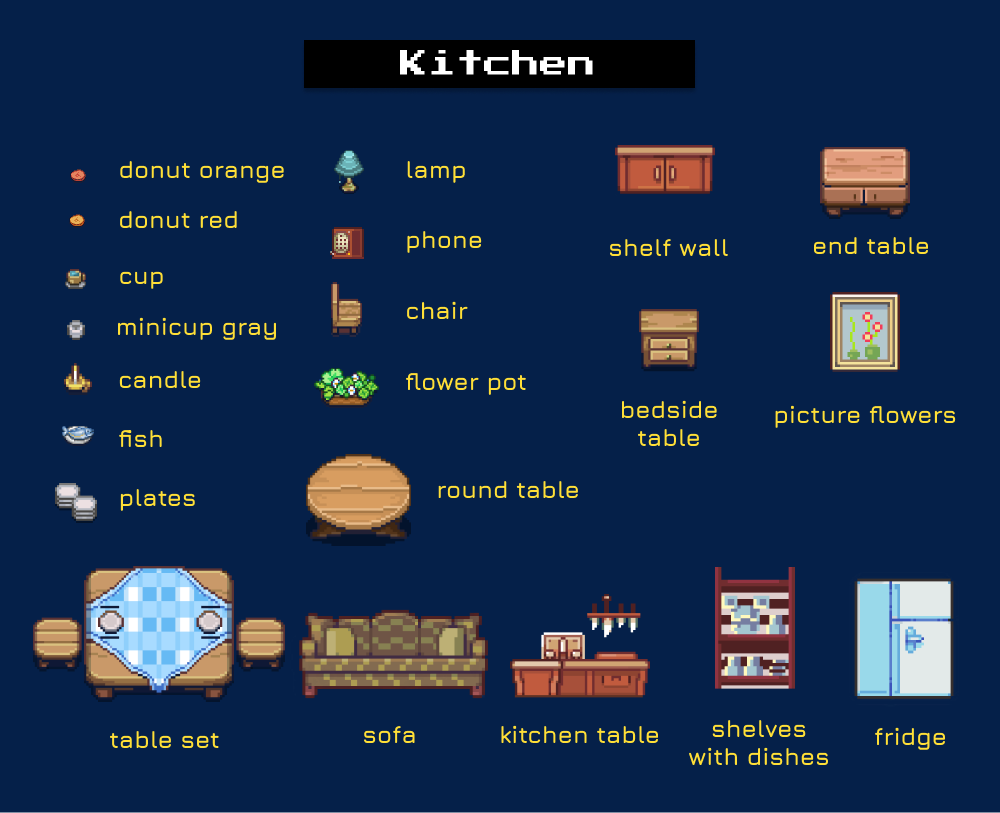 Kitchen
donut orange
donut red
cup
minicup gray
candle
fish
plates
lamp
phone
chair
flower pot
round table
shelf wall
end table
bedside
table
picture flowers
table set
sofa
kitchen table
shelves
with dishes
fridge